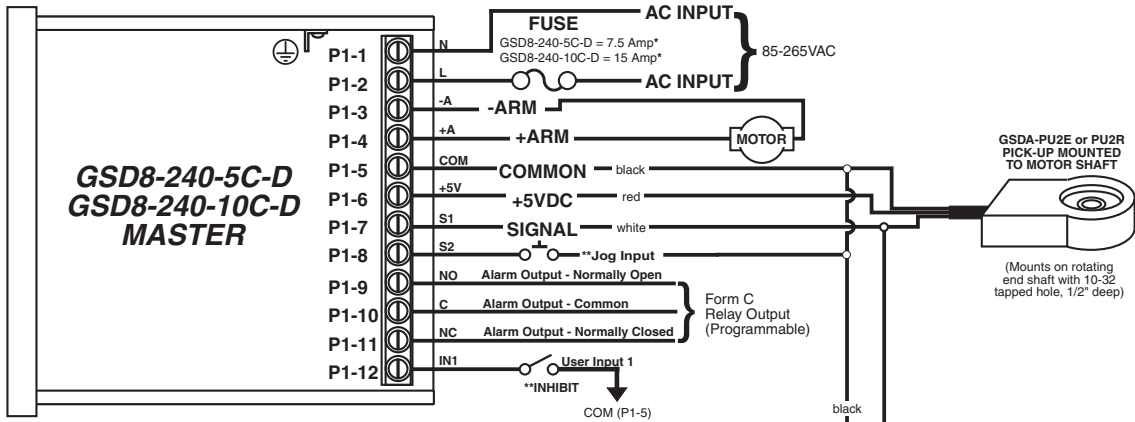 GSD8-240-5C-D
GSD8-240-10C-D
MASTER
P1-1
P1-2
P1-3
P1-4
P1-5
P1-6
P1-7
P1-8
P1-9
P1-10
P1-11
P1-12
N
L
-A
+A
COM
+5V
S1
S2
NO
C
NC
IN1
FUSE
GSD8-240-5C-D = 7.5 Amp*
GSD8-240-10C-D = 15 Amp*
AC INPUT
AC INPUT
85-265VAC
-ARM
+ARM
MOTOR
COMMON
black
+5VDC
red
SIGNAL
white
**Jog Input
Alarm Output - Normally Open
Alarm Output - Common
Alarm Output - Normally Closed
Form C
Relay Output
(Programmable)
User Input 1
**INHIBIT
COM (P1-5)
black
GSDA-PU2E or PU2R
PICK-UP MOUNTED
TO MOTOR SHAFT
(Mounts on rotating
end shaft with 10-32
tapped hole, 1/2" deep)